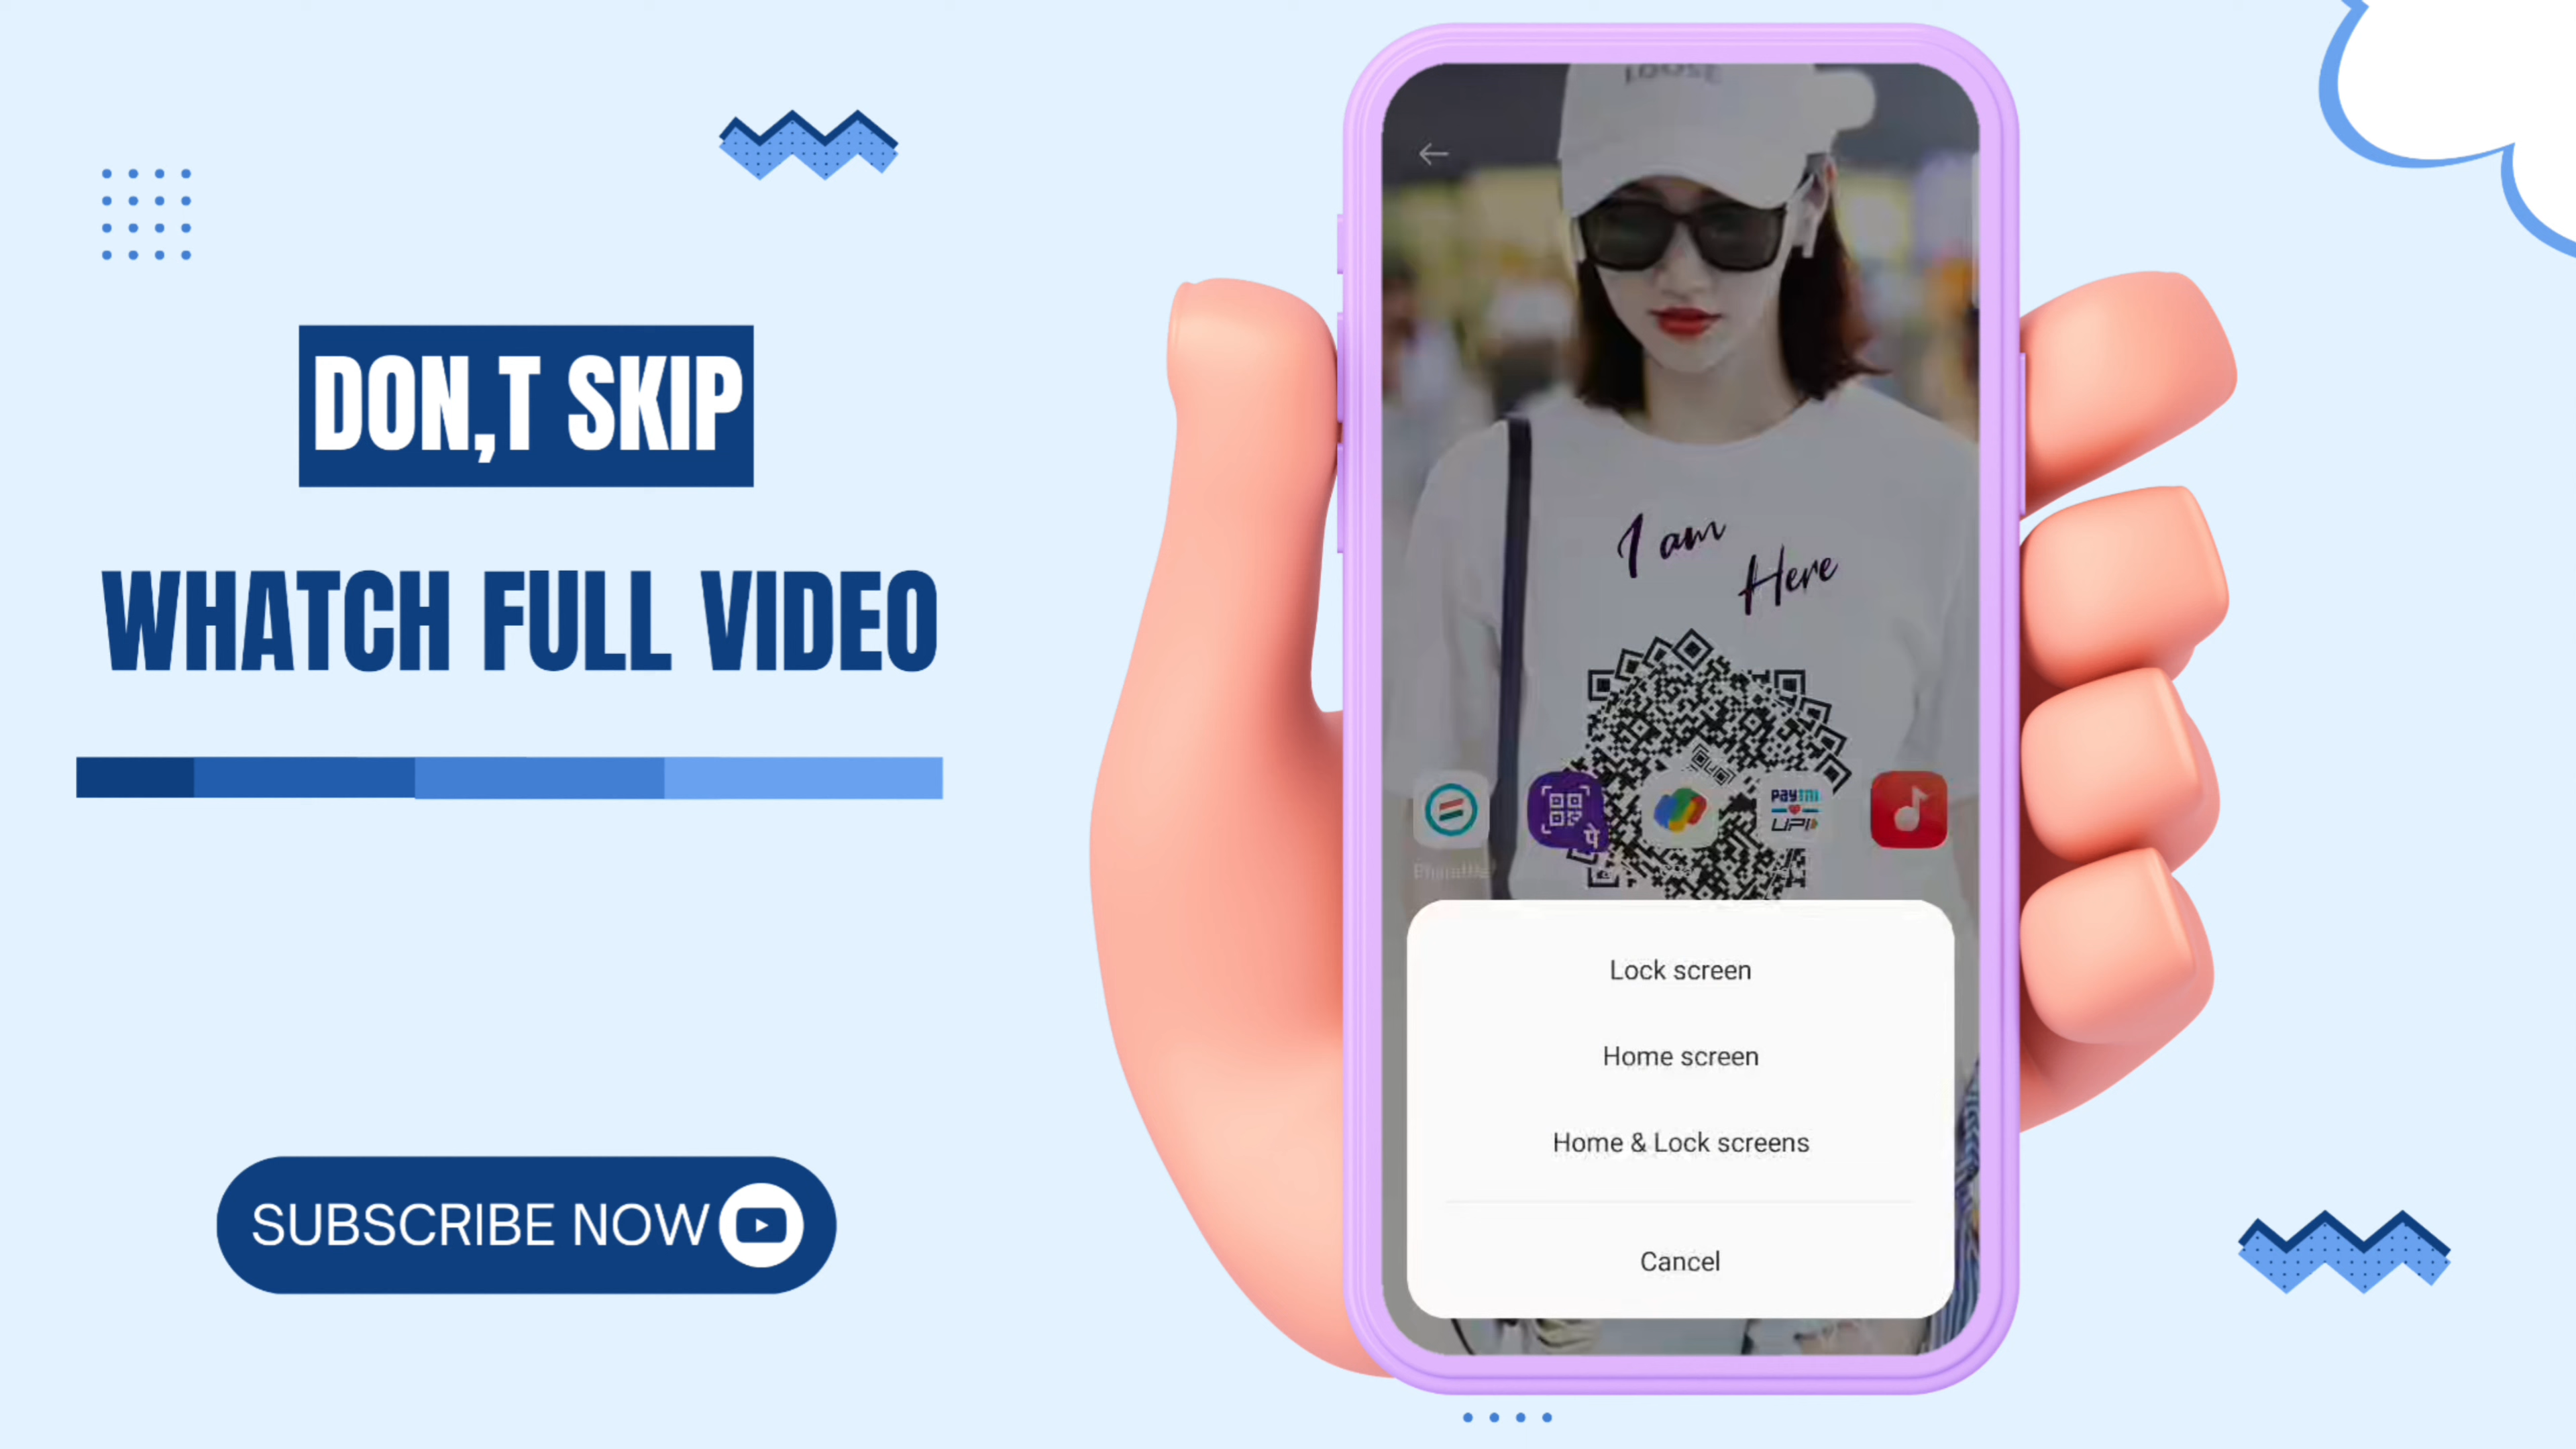 DON,T SKIP
WHATCH FULL VIDEO
SUBSCRIBE NOW
LOOSE
I am
Here
पे
paytm
UPI
Lock screen
Home screen
Home & Lock screens
Cancel